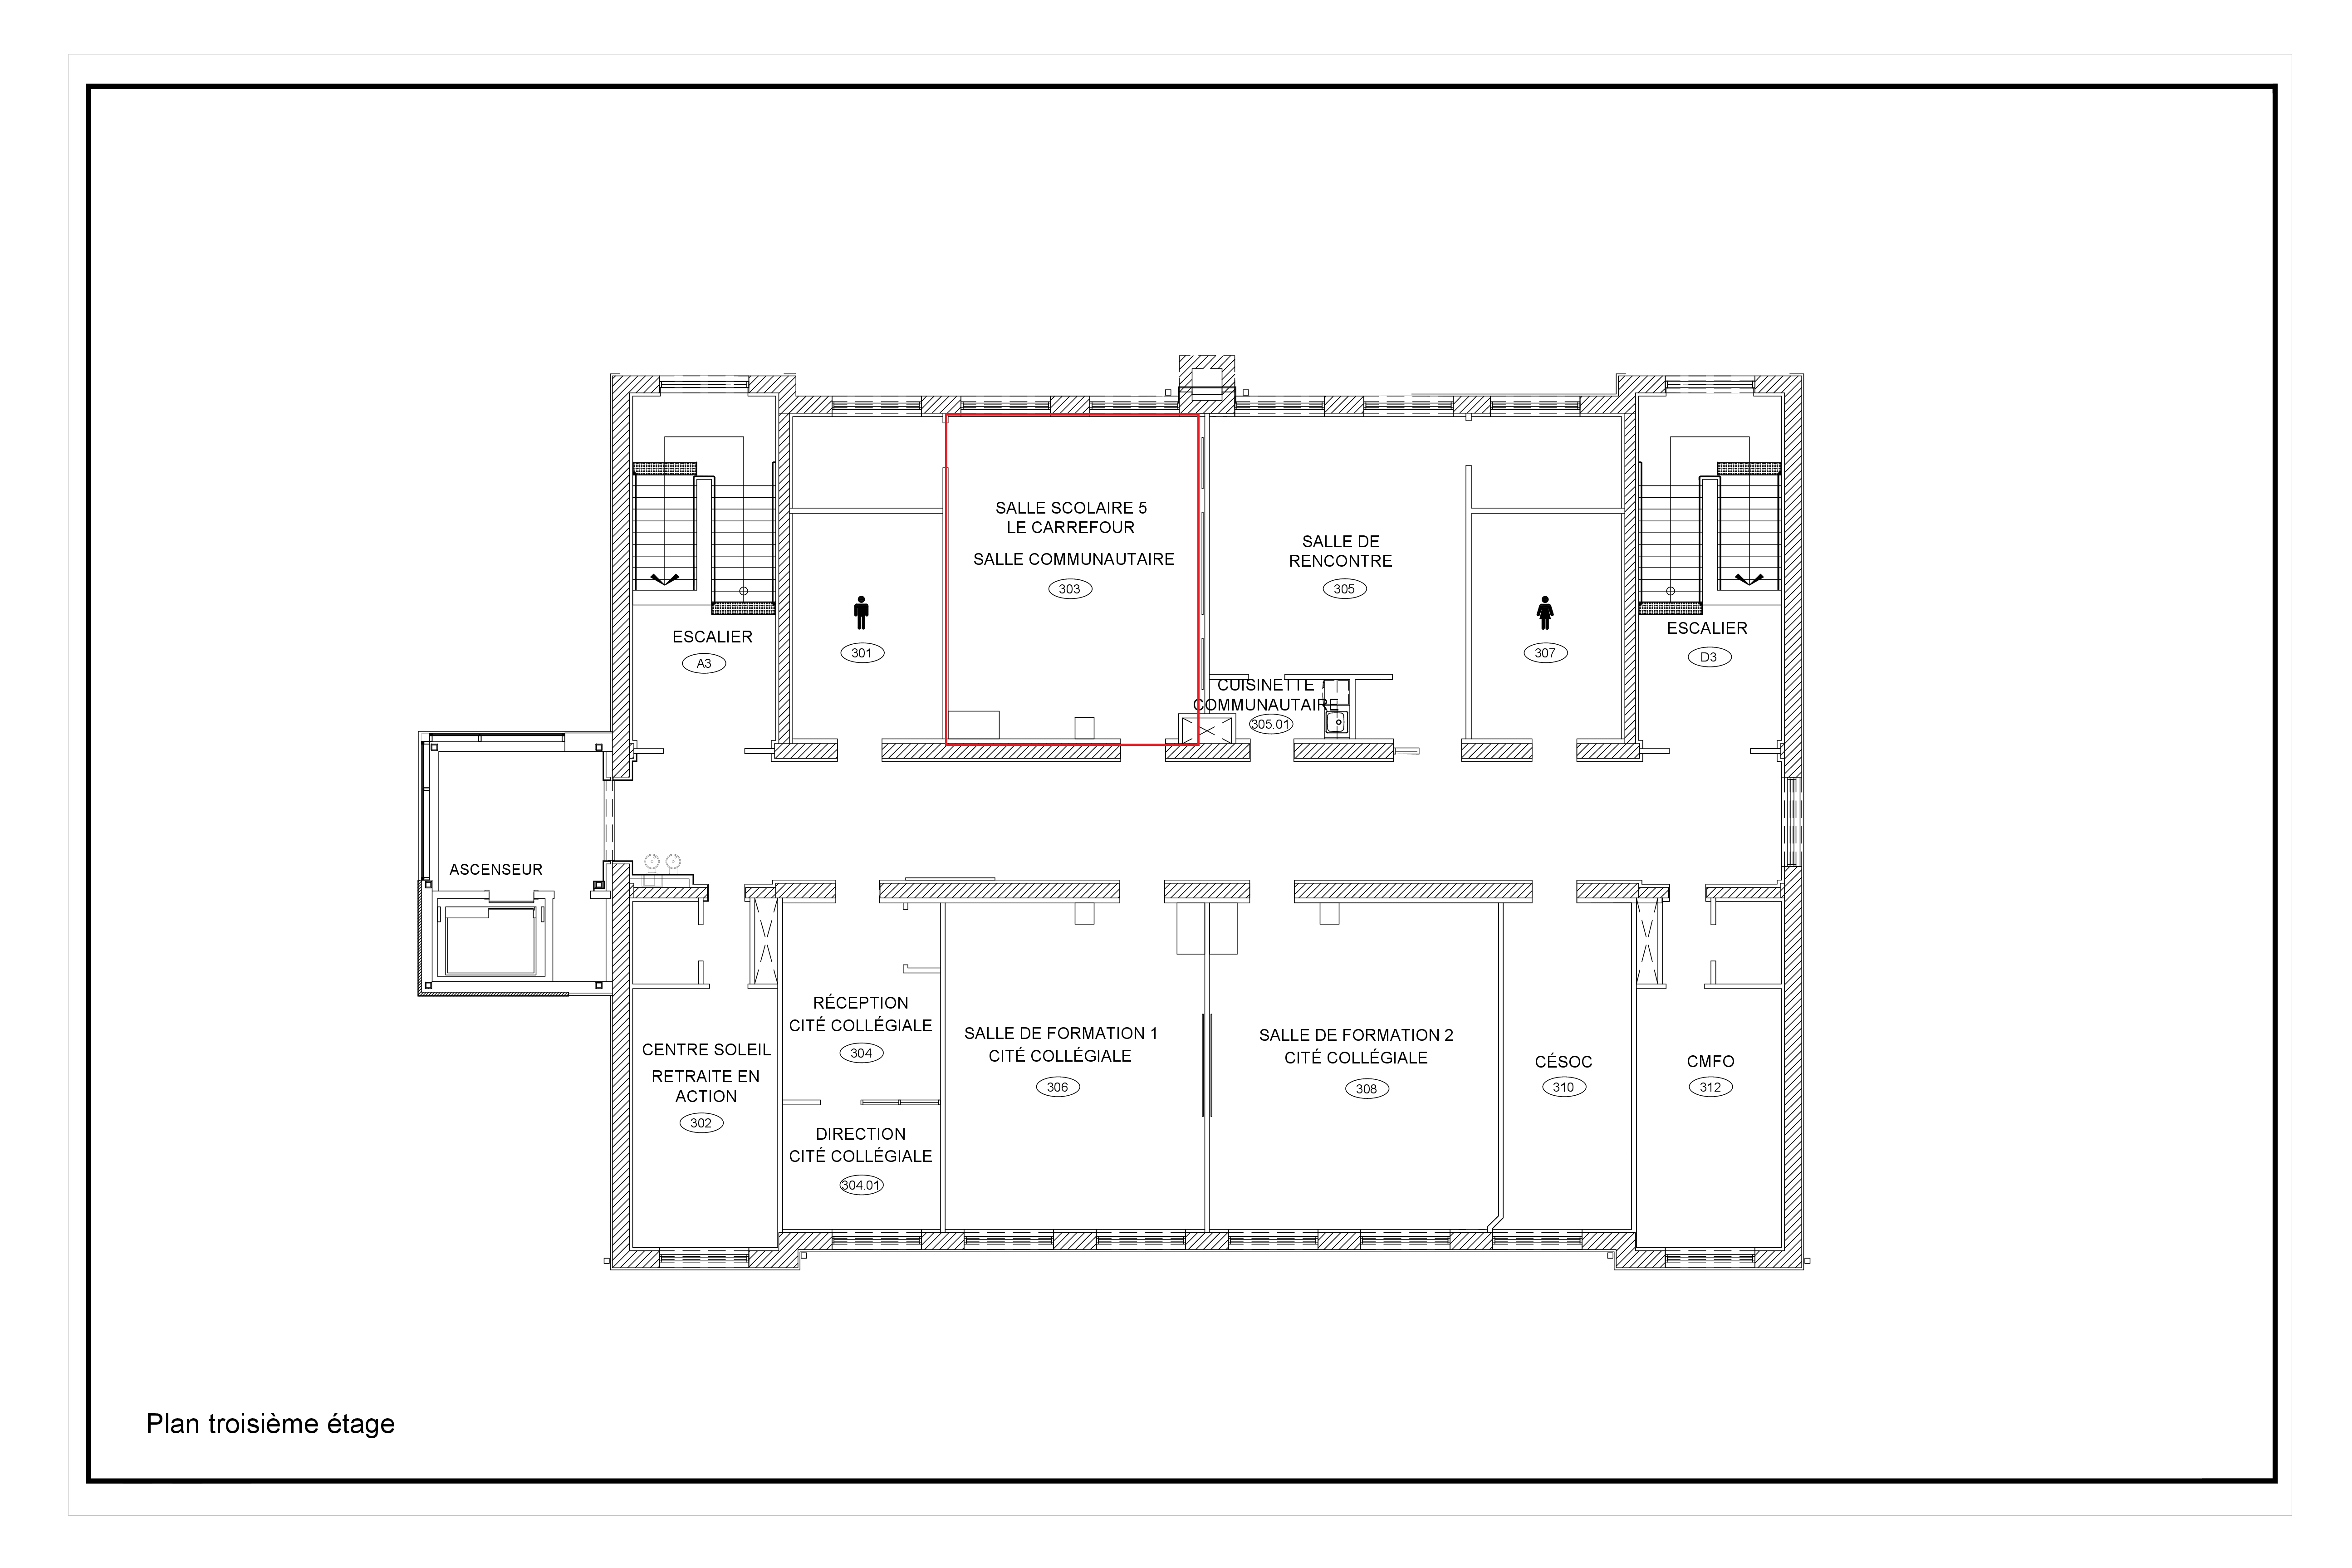 SALLE SCOLAIRE 5
LE CARREFOUR
SALLE COMMUNAUTAIRE
303
SALLE DE
RENCONTRE
305
301
307
ESCALIER
A3
ESCALIER
D3
CUISINETTE
COMMUNAUTAIRE
305.01
ASCENSEUR
CENTRE SOLEIL
RETRAITE EN
ACTION
302
RÉCEPTION
CITÉ COLLÉGIALE
304
DIRECTION
CITÉ COLLÉGIALE
304.01
SALLE DE FORMATION 1
CITÉ COLLÉGIALE
306
SALLE DE FORMATION 2
CITÉ COLLÉGIALE
308
CÉSOC
310
CMFO
312
Plan troisième étage